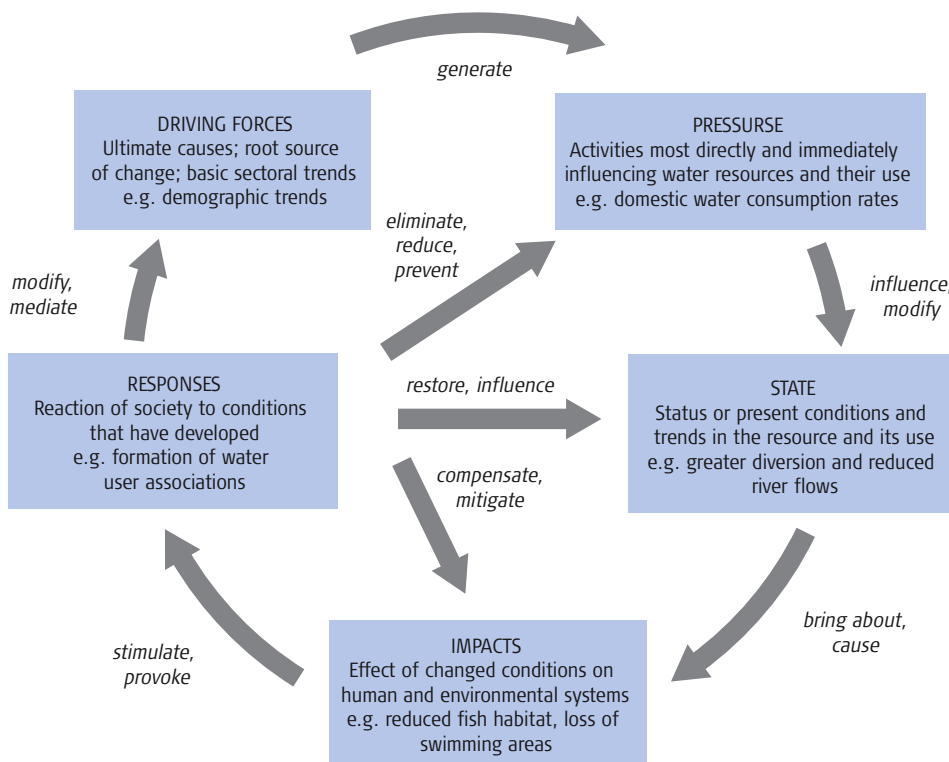 generate
DRIVING FORCES
Ultimate causes; root source
of change; basic sectoral trends
e.g. demographic trends
PRESSURSE
Activities most directly and immediately
influencing water resources and their use
e.g. domestic water consumption rates
eliminate,
reduce,
prevent
modify,
mediate
influence,
modify
RESPONSES
Reaction of society to conditions
that have developed
e.g. formation of water
user associations
restore, influence
STATE
Status or present conditions and
trends in the resource and its use
e.g. greater diversion and reduced
river flows
compensate,
mitigate
bring about,
cause
stimulate,
provoke
IMPACTS
Effect of changed conditions on
human and environmental systems
e.g. reduced fish habitat, loss of
swimming areas